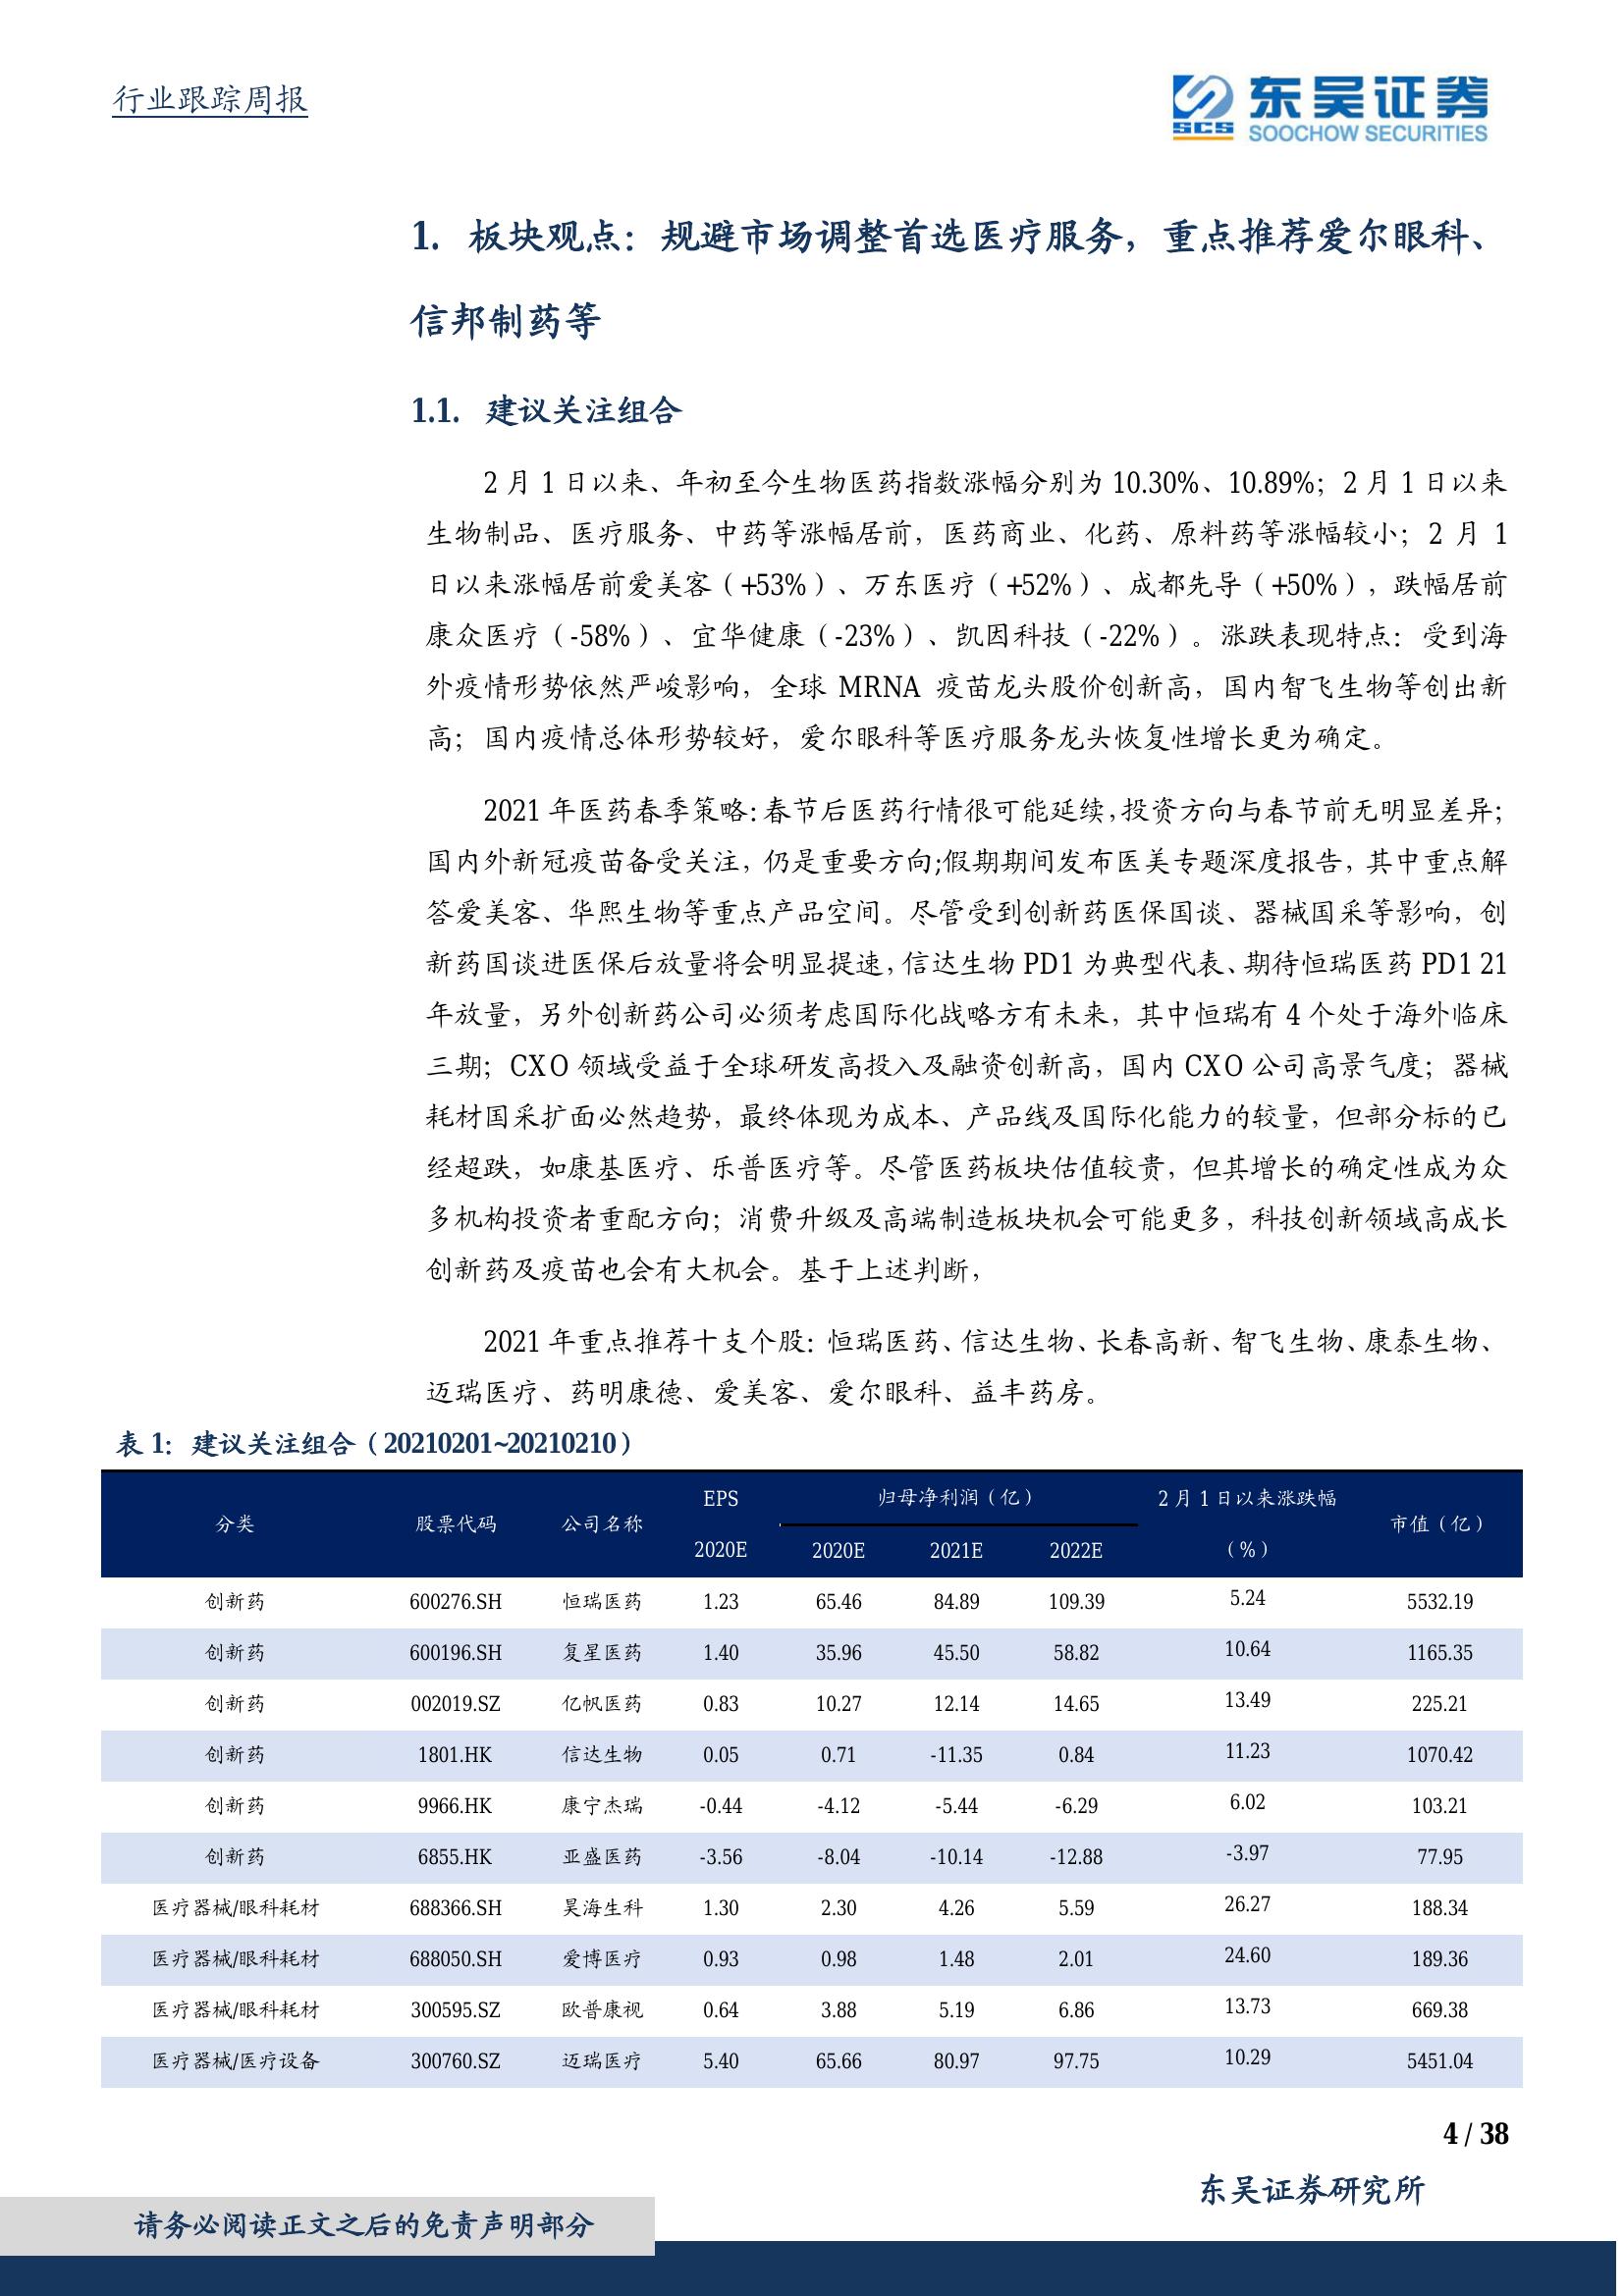 行业跟踪周报
东吴证券
SCS
SOOCHOW SECURITIES
1. 板块观点：规避市场调整首选医疗服务，重点推荐爱尔眼科、
信邦制药等
1.1. 建议关注组合
2 月 1 日以来、年初至今生物医药指数涨幅分别为 10.30%、10.89%；2 月 1 日以来
生物制品、医疗服务、中药等涨幅居前，医药商业、化药、原料药等涨幅较小；2 月 1
日以来涨幅居前爱美客（+53%）、万东医疗（+52%）、成都先导（+50%），跌幅居前
康众医疗（-58%）、宜华健康（-23%）、凯因科技（-22%）。涨跌表现特点：受到海
外疫情形势依然严峻影响，全球 MRNA 疫苗龙头股价创新高，国内智飞生物等创出新
高；国内疫情总体形势较好，爱尔眼科等医疗服务龙头恢复性增长更为确定。
2021 年医药春季策略：春节后医药行情很可能延续，投资方向与春节前无明显差异；
国内外新冠疫苗备受关注，仍是重要方向;假期期间发布医美专题深度报告，其中重点解
答爱美客、华熙生物等重点产品空间。尽管受到创新药医保国谈、器械国采等影响，创
新药国谈进医保后放量将会明显提速，信达生物 PD1 为典型代表、期待恒瑞医药 PD1 21
年放量，另外创新药公司必须考虑国际化战略方有未来，其中恒瑞有 4 个处于海外临床
三期；CXO 领域受益于全球研发高投入及融资创新高，国内 CXO 公司高景气度；器械
耗材国采扩面必然趋势，最终体现为成本、产品线及国际化能力的较量，但部分标的已
经超跌，如康基医疗、乐普医疗等。尽管医药板块估值较贵，但其增长的确定性成为众
多机构投资者重配方向；消费升级及高端制造板块机会可能更多，科技创新领域高成长
创新药及疫苗也会有大机会。基于上述判断，
2021 年重点推荐十支个股：恒瑞医药、信达生物、长春高新、智飞生物、康泰生物、
迈瑞医疗、药明康德、爱美客、爱尔眼科、益丰药房。
表 1：建议关注组合（20210201~20210210）
分类 股票代码 公司名称 EPS 归母净利润（亿） 2 月 1 日以来涨跌幅 市值（亿）
2020E 2020E 2021E 2022E （%）
创新药 600276.SH 恒瑞医药 1.23 65.46 84.89 109.39 5.24 5532.19
创新药 600196.SH 复星医药 1.40 35.96 45.50 58.82 10.64 1165.35
创新药 002019.SZ 亿帆医药 0.83 10.27 12.14 14.65 13.49 225.21
创新药 1801.HK 信达生物 0.05 0.71 -11.35 0.84 11.23 1070.42
创新药 9966.HK 康宁杰瑞 -0.44 -4.12 -5.44 -6.29 6.02 103.21
创新药 6855.HK 亚盛医药 -3.56 -8.04 -10.14 -12.88 -3.97 77.95
医疗器械/眼科耗材 688366.SH 昊海生科 1.30 2.30 4.26 5.59 26.27 188.34
医疗器械/眼科耗材 688050.SH 爱博医疗 0.93 0.98 1.48 2.01 24.60 189.36
医疗器械/眼科耗材 300595.SZ 欧普康视 0.64 3.88 5.19 6.86 13.73 669.38
医疗器械/医疗设备 300760.SZ 迈瑞医疗 5.40 65.66 80.97 97.75 10.29 5451.04
4 / 38
东吴证券研究所
请务必阅读正文之后的免责声明部分